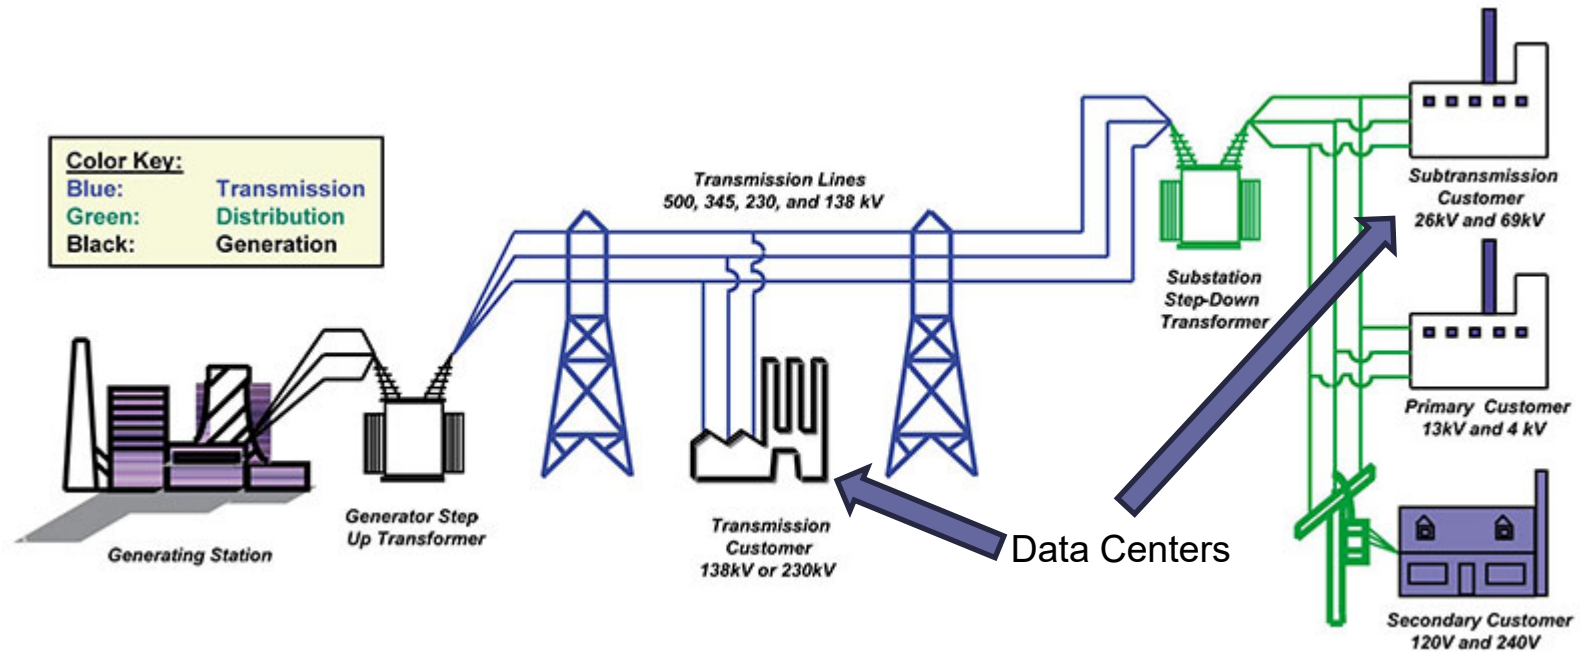 Color Key:
Blue: Transmission
Green: Distribution
Black: Generation
Transmission Lines
500, 345, 230, and 138 kV
Subtransmission
Customer
26kV and 69kV
Substation
Step-Down
Transformer
Primary Customer
13kV and 4 kV
Generator Step
Up Transformer
Generating Station
Transmission
Customer
138kV or 230kV
Data Centers
Secondary Customer
120V and 240V